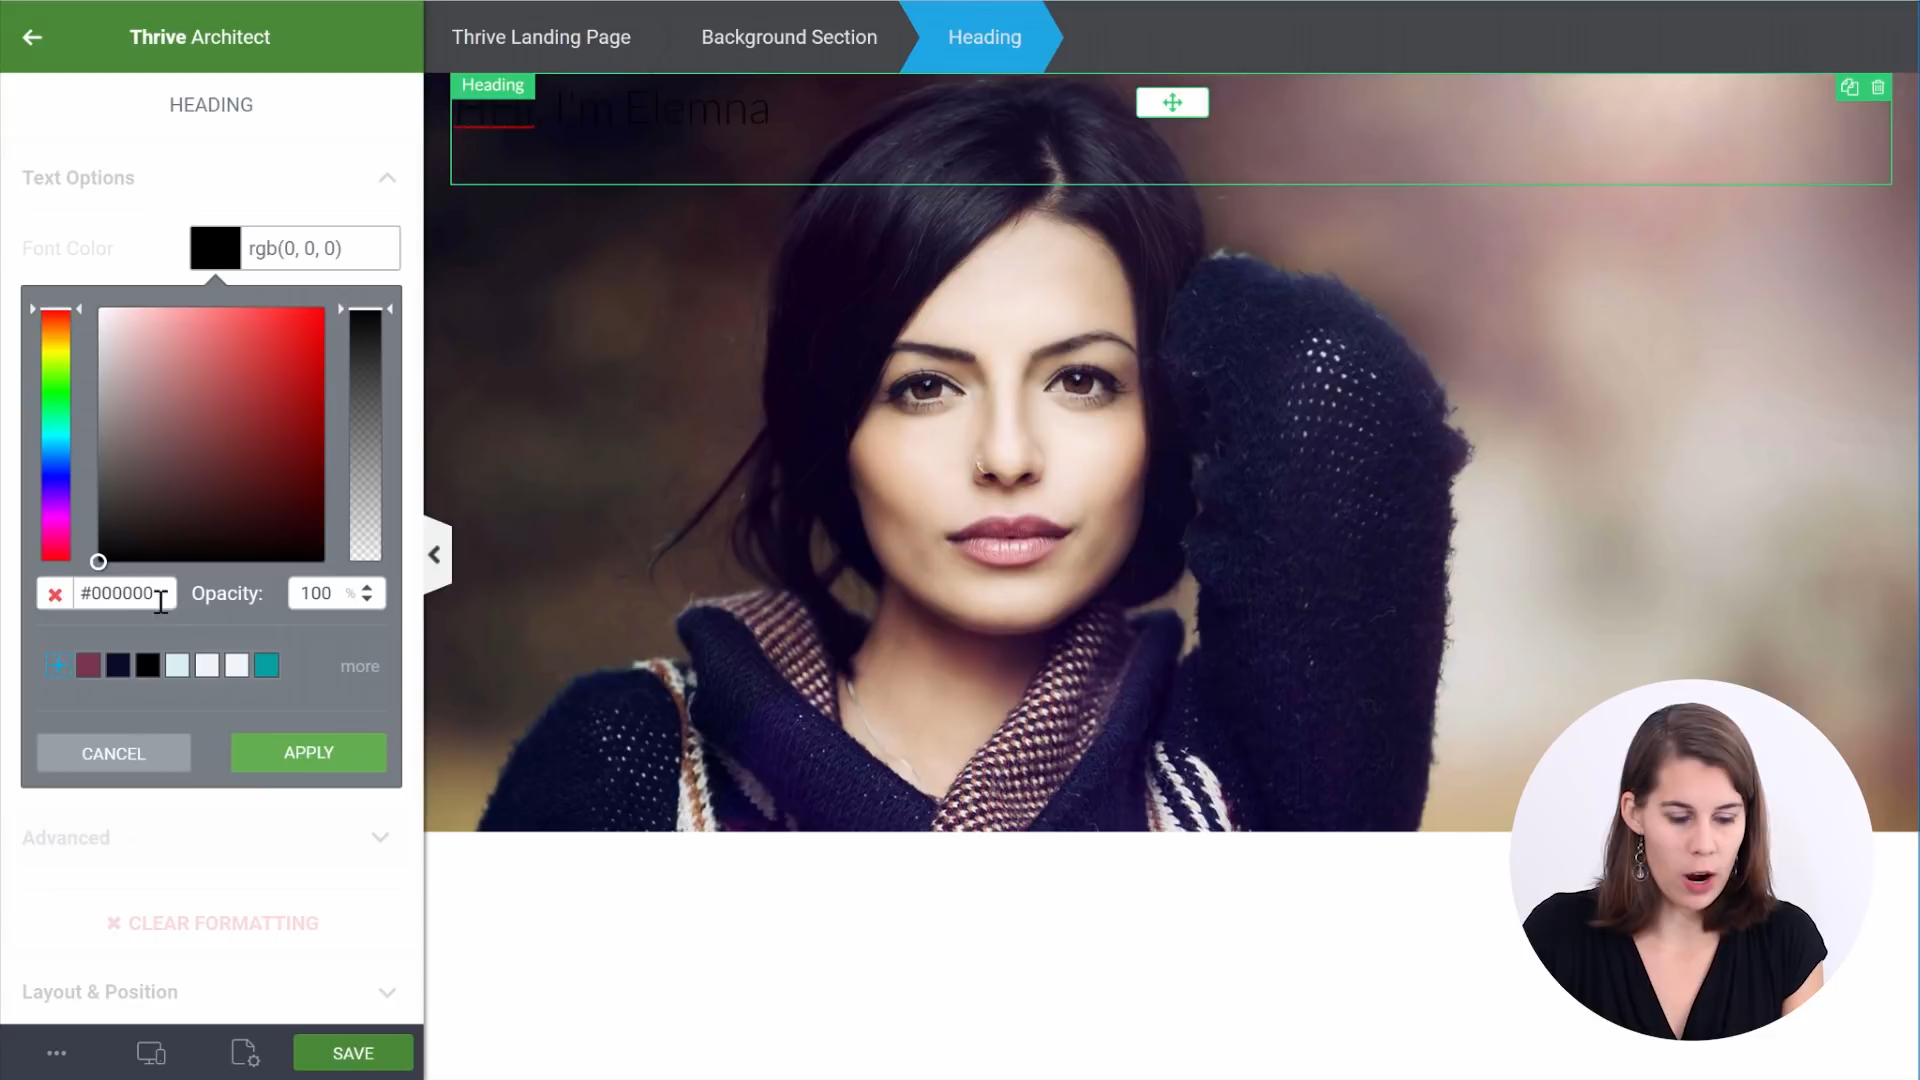 Thrive Architect
Thrive Landing Page
Background Section
Heading
HEADING
Heading
I'm Elemna
Text Options
Font Color
rgb(0, 0, 0)
#000000
Opacity:
100 %
more
CANCEL
APPLY
Advanced
CLEAR FORMATTING
Layout & Position
SAVE